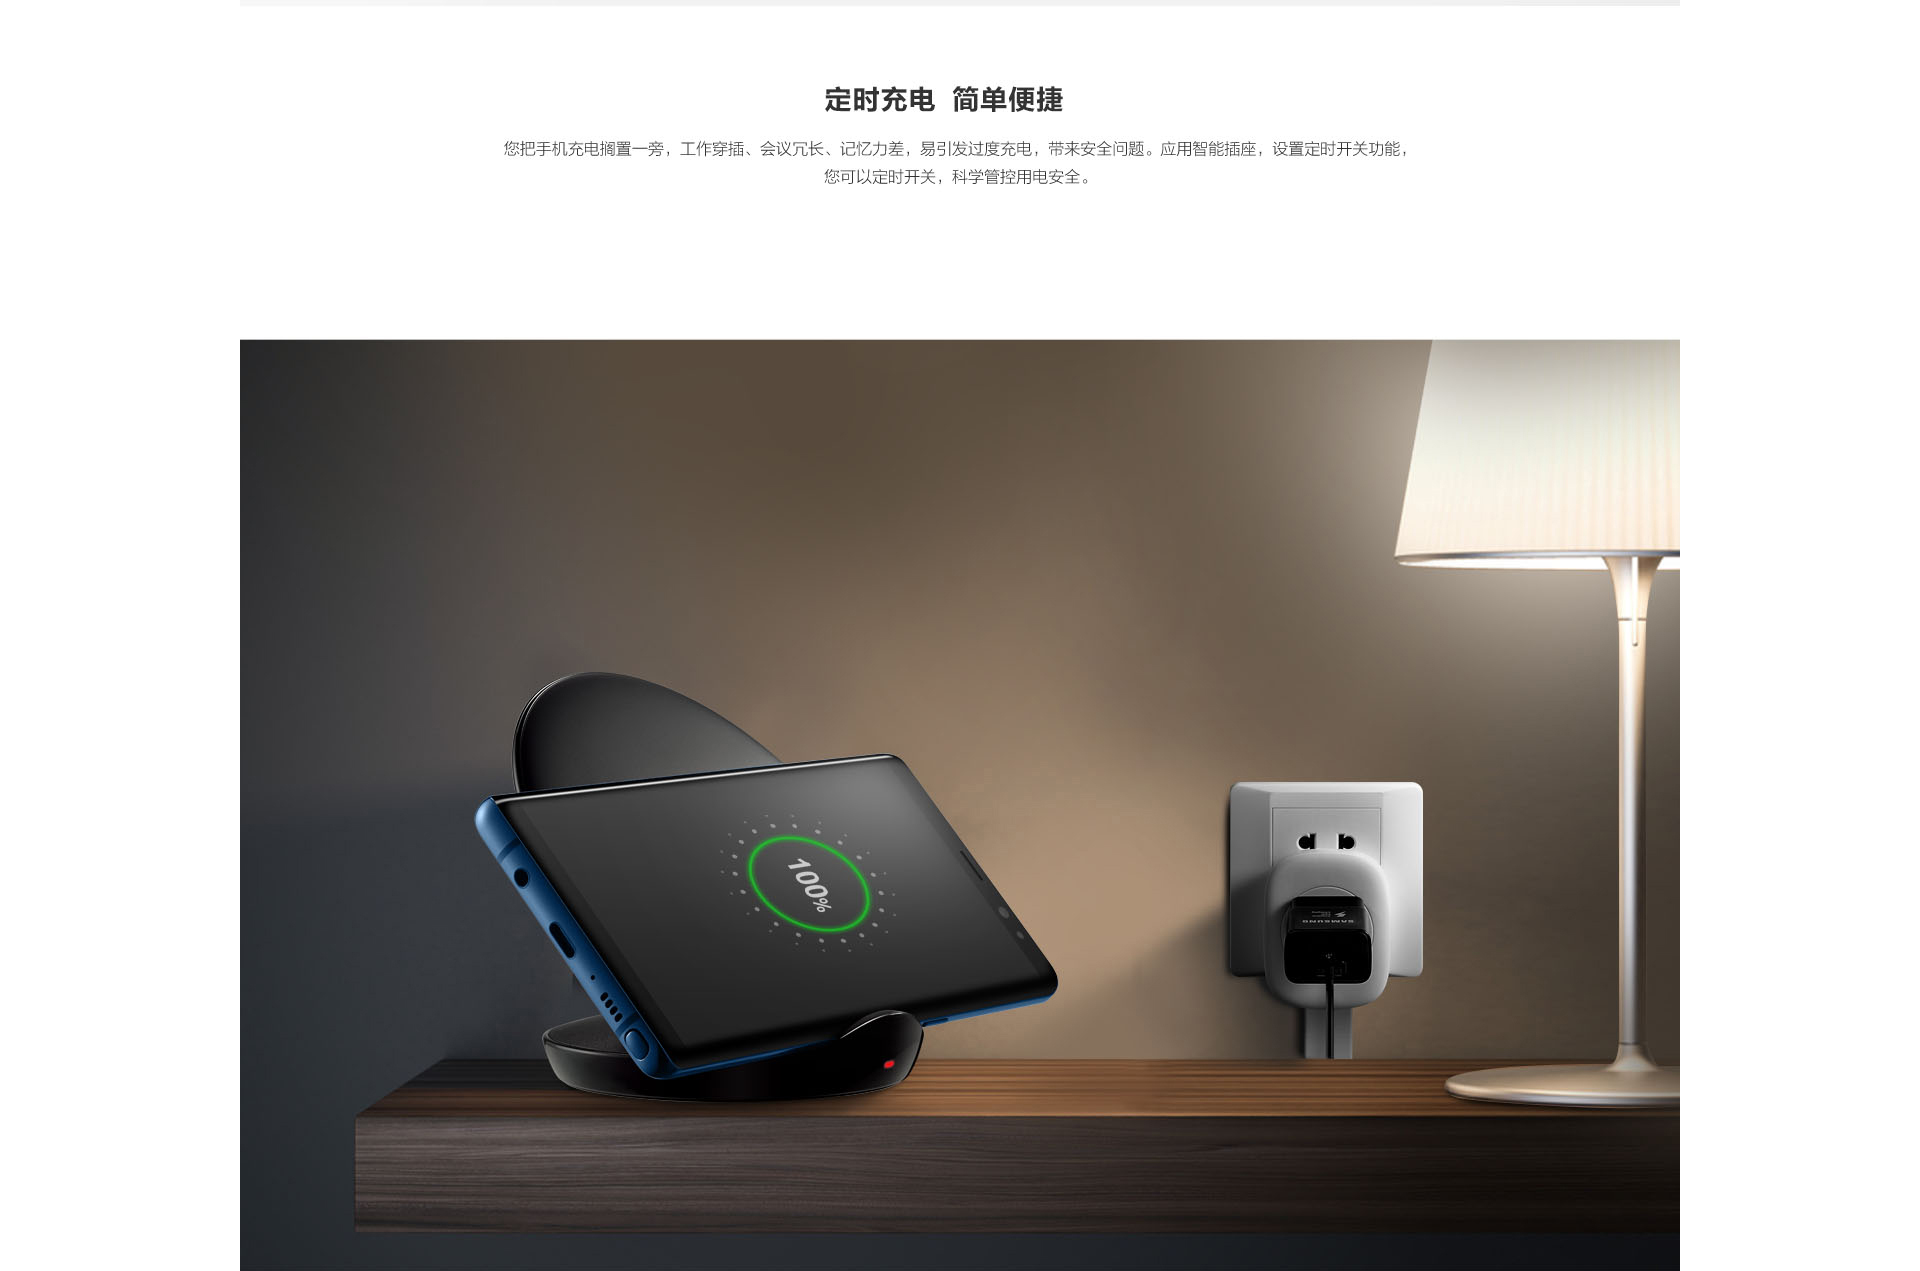 定时充电 简单便捷
您把手机充电搁置一旁，工作穿插、会议冗长、记忆力差，易引发过度充电，带来安全问题。应用智能插座，设置定时开关功能，
您可以定时开关，科学管控用电安全。
100%
SAMSUNG